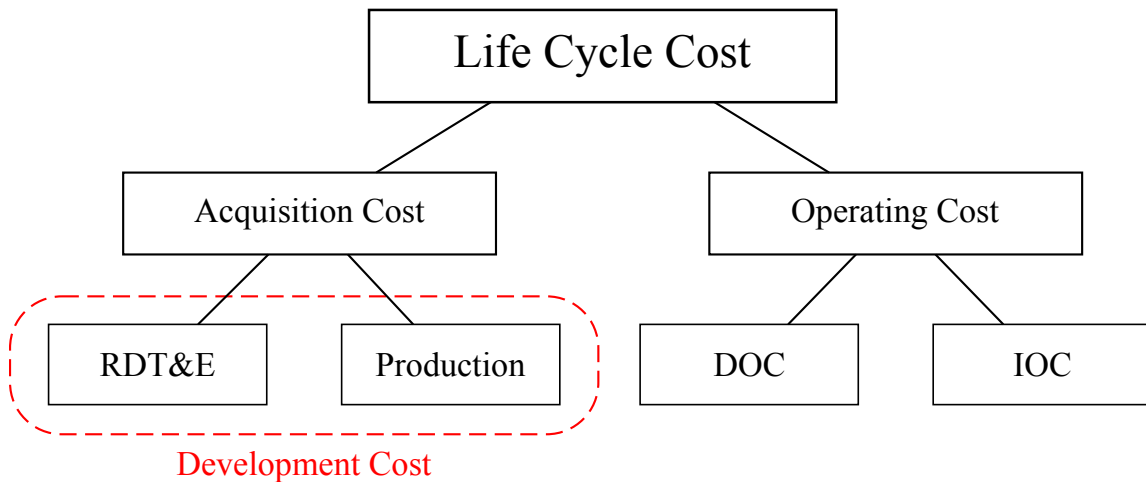 Life Cycle Cost
Acquisition Cost
Operating Cost
RDT&E
Production
DOC
IOC
Development Cost